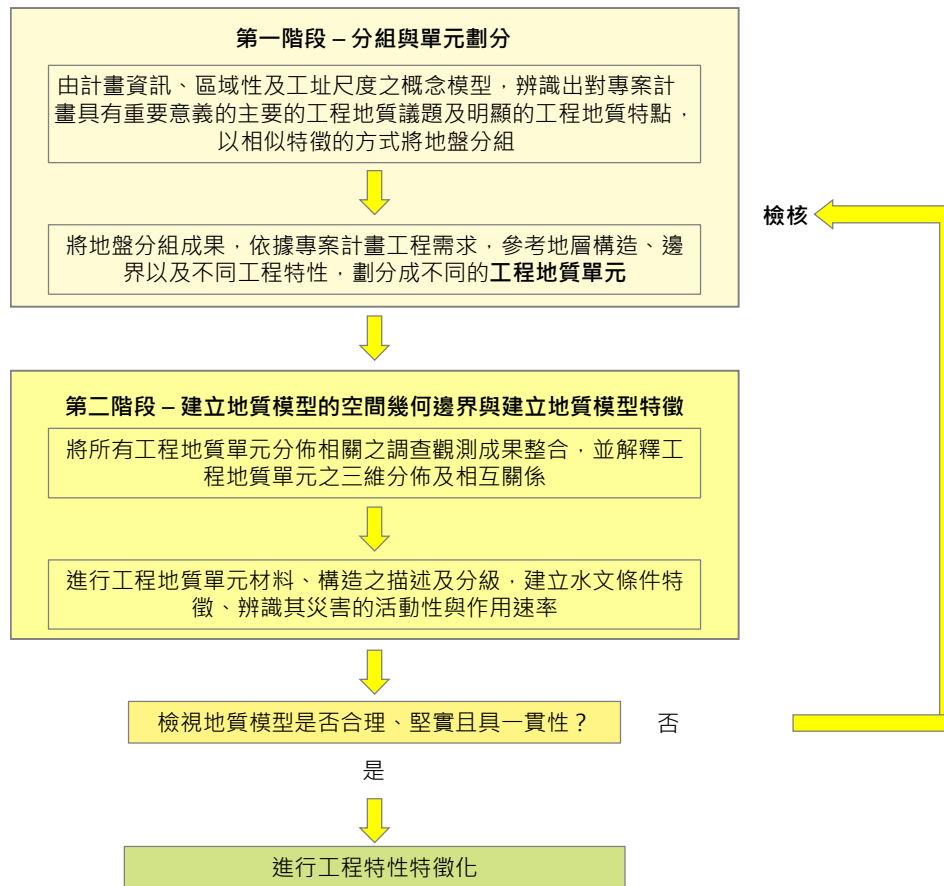 第一階段 – 分組與單元劃分
由計畫資訊、區域性及工址尺度之概念模型，辨識出對專案計
畫具有重要意義的主要的工程地質議題及明顯的工程地質特點，
以相似特徵的方式將地盤分組
將地盤分組成果，依據專案計畫工程需求，參考地層構造、邊
界以及不同工程特性，劃分成不同的工程地質單元
檢核
第二階段 – 建立地質模型的空間幾何邊界與建立地質模型特徵
將所有工程地質單元分佈相關之調查觀測成果整合，並解釋工
程地質單元之三維分佈及相互關係
進行工程地質單元材料、構造之描述及分級，建立水文條件特
徵、辨識其災害的活動性與作用速率
檢視地質模型是否合理、堅實且具一貫性？
否
是
進行工程特性特徵化